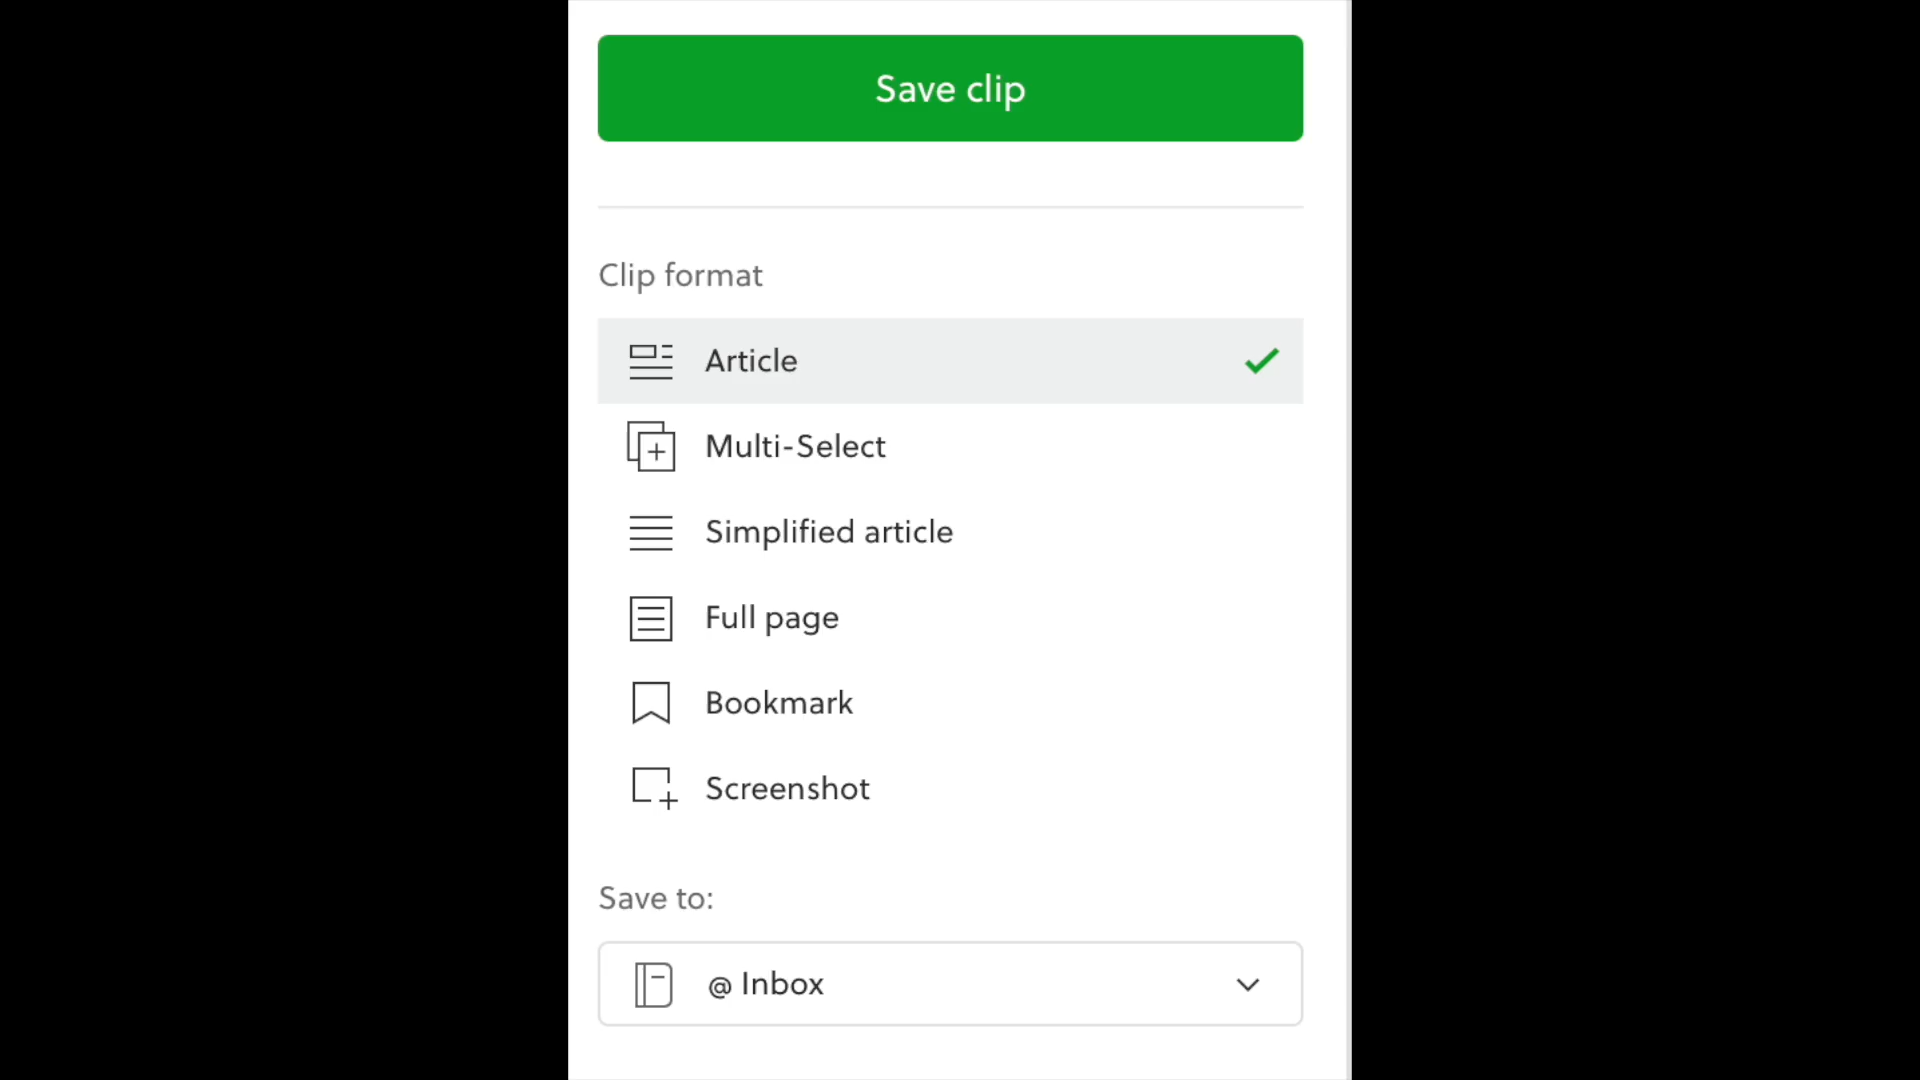 Save clip
Clip format
Article
Multi-Select
Simplified article
Full page
Bookmark
Screenshot
Save to:
@ Inbox